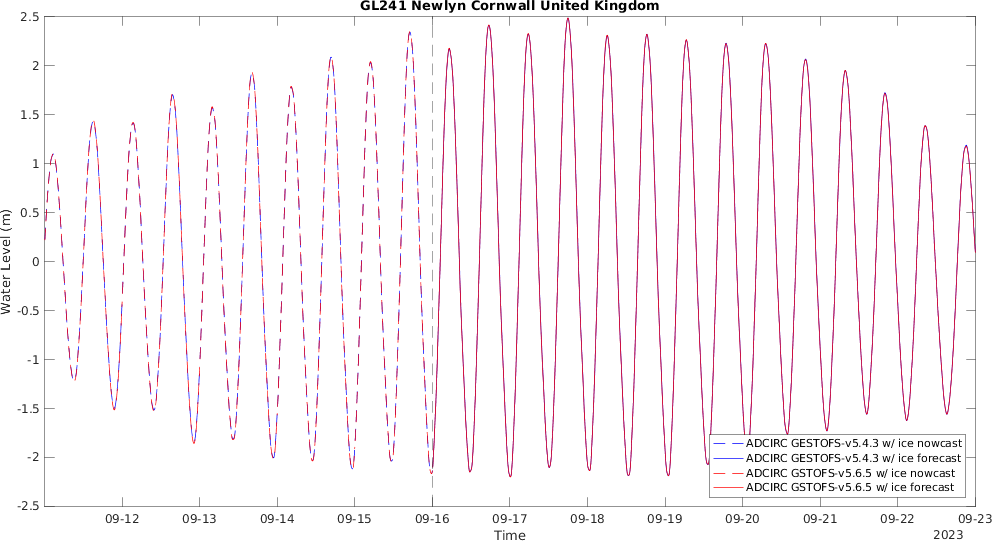 GL241 Newlyn Cornwall United Kingdom
2.5
2
1.5
1
0.5
0
-0.5
-1
-1.5
-2
-2.5
Water Level (m)
ADCIRC GESTOFS-v5.4.3 w/ ice nowcast
ADCIRC GESTOFS-v5.4.3 w/ ice forecast
ADCIRC GSTOFS-v5.6.5 w/ ice nowcast
ADCIRC GSTOFS-v5.6.5 w/ ice forecast
09-12 09-13 09-14 09-15 09-16 09-17 09-18 09-19 09-20 09-21 09-22 09-23
Time
2023